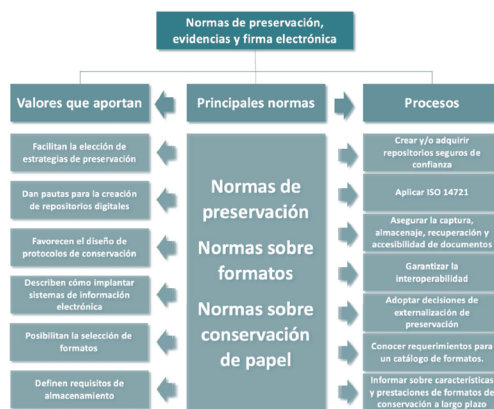 Normas de preservación,
evidencias y firma electrónica
Valores que aportan
Principales normas
Procesos
Facilitan la elección de
estrategias de preservación
Dan pautas para la creación
de repositorios digitales
Favorecen el diseño de
protocolos de conservación
Describen cómo implantar
sistemas de información
electrónica
Posibilitan la selección de
formatos
Definen requisitos de
almacenamiento
Normas de
preservación
Normas sobre
formatos
Normas sobre
conservación
de papel
Crear y/o adquirir
repositorios seguros de
confianza
Aplicar ISO 14721
Asegurar la captura,
almacenaje, recuperación y
accesibilidad de documentos
Garantizar la
interoperabilidad
Adoptar decisiones de
externalización de
preservación
Conocer requerimientos para
un catálogo de formatos.
Informar sobre características
y prestaciones de formatos de
conservación a largo plazo